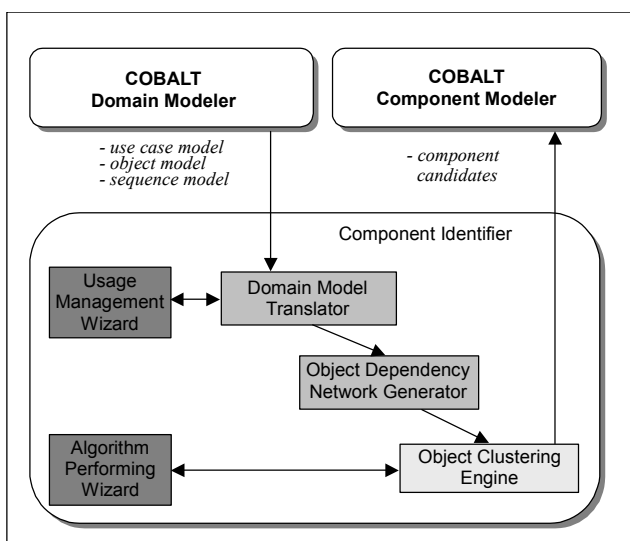 COBALT
Domain Modeler
COBALT
Component Modeler
- use case model
- object model
- sequence model
- component
candidates
Component Identifier
Usage
Management
Wizard
Domain Model
Translator
Object Dependency
Network Generator
Algorithm
Performing
Wizard
Object Clustering
Engine